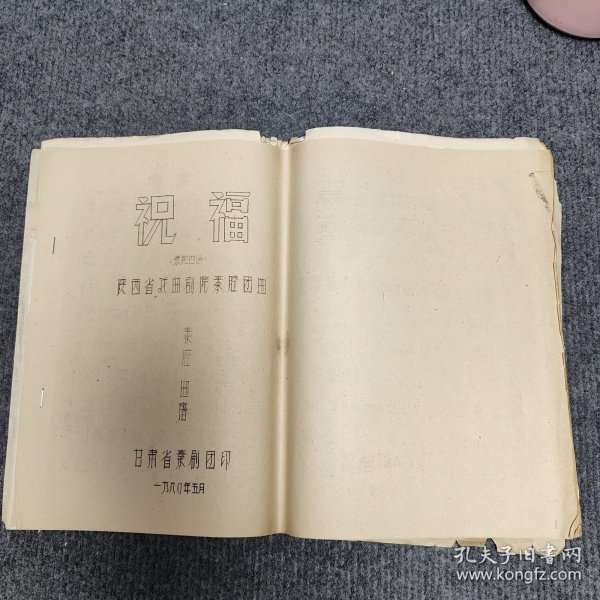 祝福
陕西省戏曲剧院秦腔团曲
秦腔曲谱
甘肃省秦剧团印
一九八〇年五月
孔夫子旧书网
www.kongfz.com